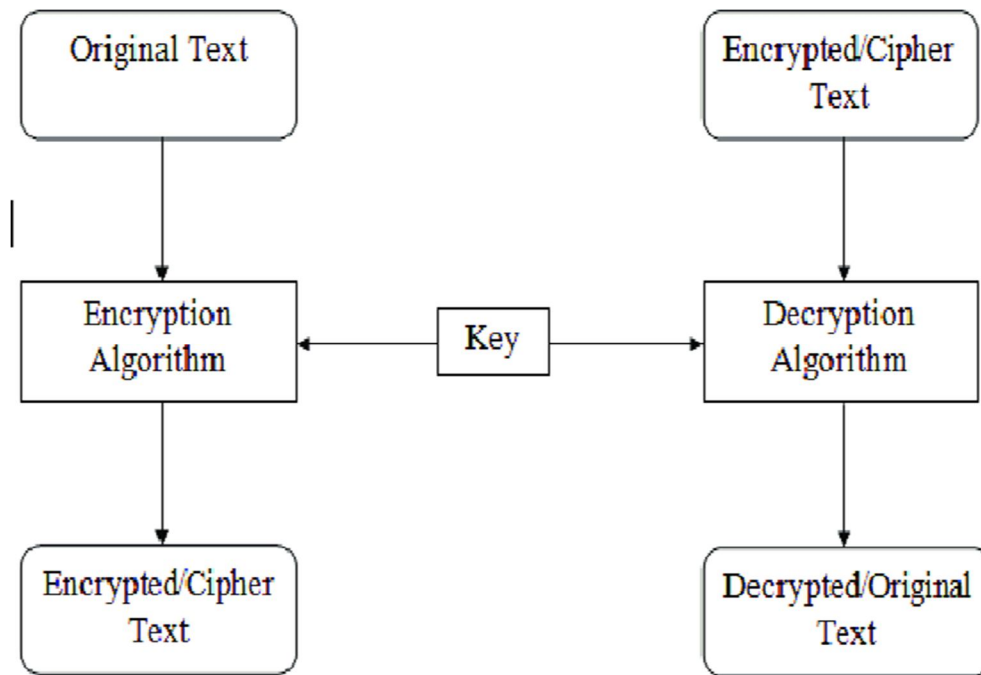 Original Text
Encrypted/Cipher
Text
Encryption
Algorithm
Key
Decryption
Algorithm
Encrypted/Cipher
Text
Decrypted/Original
Text